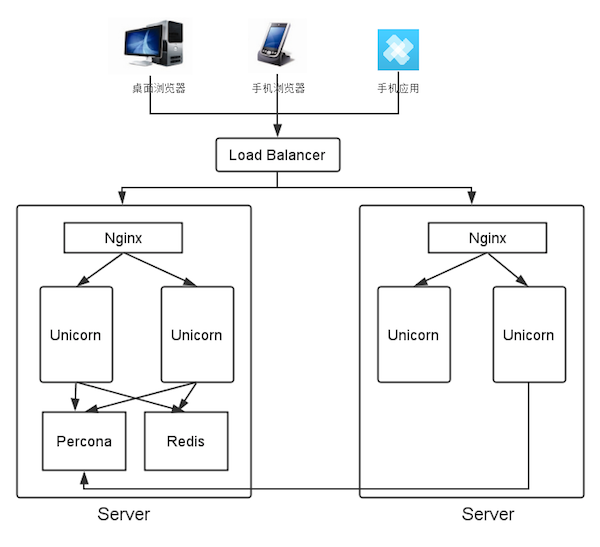 桌面浏览器
手机浏览器
手机应用
Load Balancer
Nginx
Nginx
Unicorn
Unicorn
Unicorn
Unicorn
Percona
Redis
Server
Server